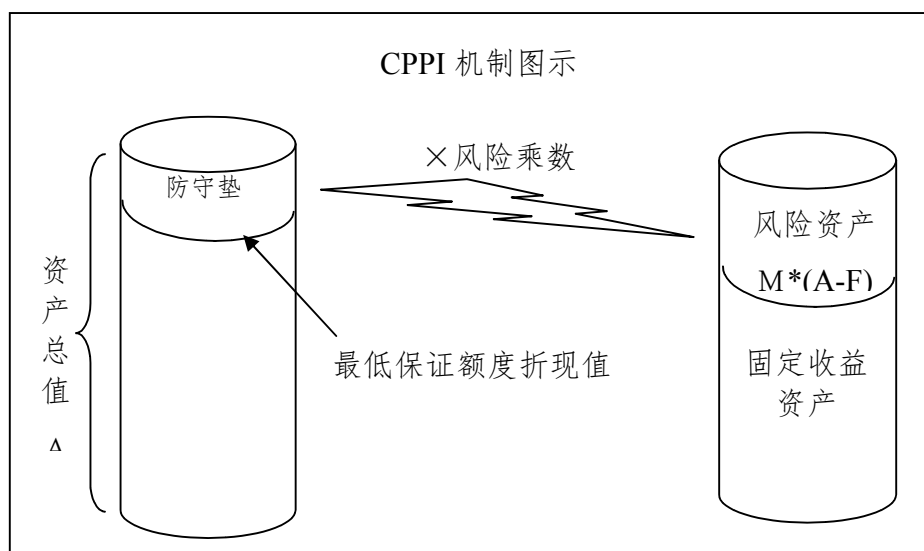 CPPI 机制图示
×风险乘数
防守垫
风险资产
M*(A-F)
资产总值
最低保证额度折现值
固定收益
资产